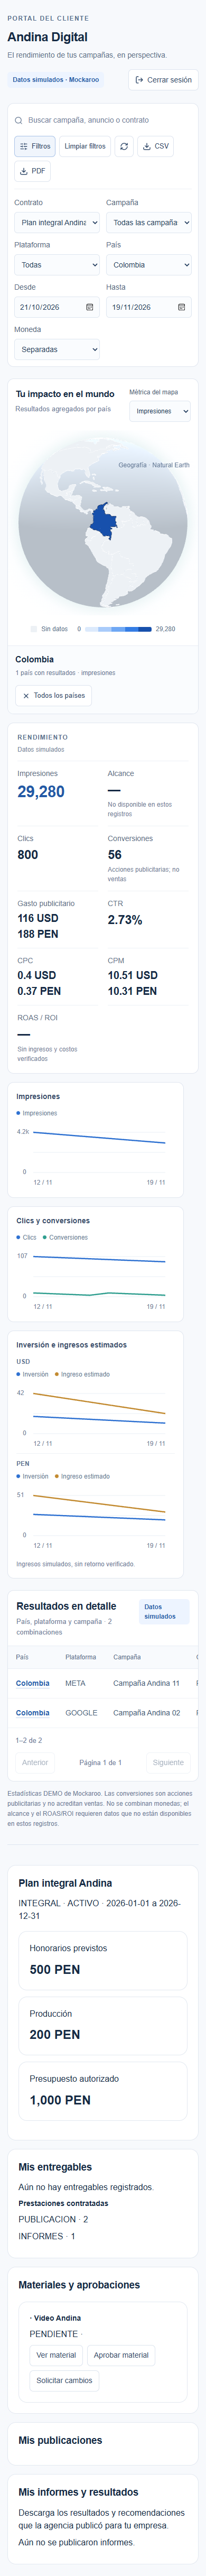 PORTAL DEL CLIENTE
Andina Digital
El rendimiento de tus campañas, en perspectiva.
Datos simulados · Mockaroo
Cerrar sesión
Buscar campaña, anuncio o contrato
Filtros
Limpiar filtros
CSV
PDF
Contrato
Campaña
Plan integral Andina
Todas las campaña
Plataforma
País
Todas
Colombia
Desde
Hasta
21/10/2026
19/11/2026
Moneda
Separadas
Tu impacto en el mundo
Resultados agregados por país
Métrica del mapa
Impresiones
Geografía · Natural Earth
Sin datos
0
29,280
Colombia
1 país con resultados · impresiones
Todos los países
RENDIMIENTO
Datos simulados
Impresiones
29,280
Alcance
—
No disponible en estos
registros
Clics
800
Conversiones
56
Acciones publicitarias; no
ventas
Gasto publicitario
116 USD
188 PEN
CTR
2.73%
CPC
0.4 USD
0.37 PEN
CPM
10.51 USD
10.31 PEN
ROAS / ROI
—
Sin ingresos y costos
verificados
Impresiones
Impresiones
4.2k
0
12 / 11
19 / 11
Clics y conversiones
Clics
Conversiones
107
0
12 / 11
19 / 11
Inversión e ingresos estimados
USD
Inversión
Ingreso estimado
42
0
12 / 11
19 / 11
PEN
Inversión
Ingreso estimado
51
0
12 / 11
19 / 11
Ingresos simulados, sin retorno verificado.
Resultados en detalle
País, plataforma y campaña · 2
combinaciones
Datos
simulados
País
Plataforma
Campaña
Colombia
META
Campaña Andina 11
Colombia
GOOGLE
Campaña Andina 02
1–2 de 2
Anterior
Página 1 de 1
Siguiente
Estadísticas DEMO de Mockaroo. Las conversiones son acciones
publicitarias y no acreditan ventas. No se combinan monedas; el
alcance y el ROAS/ROI requieren datos que no están disponibles
en estos registros.
Plan integral Andina
INTEGRAL · ACTIVO · 2026-01-01 a 2026-
12-31
Honorarios previstos
500 PEN
Producción
200 PEN
Presupuesto autorizado
1,000 PEN
Mis entregables
Aún no hay entregables registrados.
Prestaciones contratadas
PUBLICACION · 2
INFORMES · 1
Materiales y aprobaciones
· Video Andina
PENDIENTE ·
Ver material
Aprobar material
Solicitar cambios
Mis publicaciones
Mis informes y resultados
Descarga los resultados y recomendaciones
que la agencia publicó para tu empresa.
Aún no se publicaron informes.